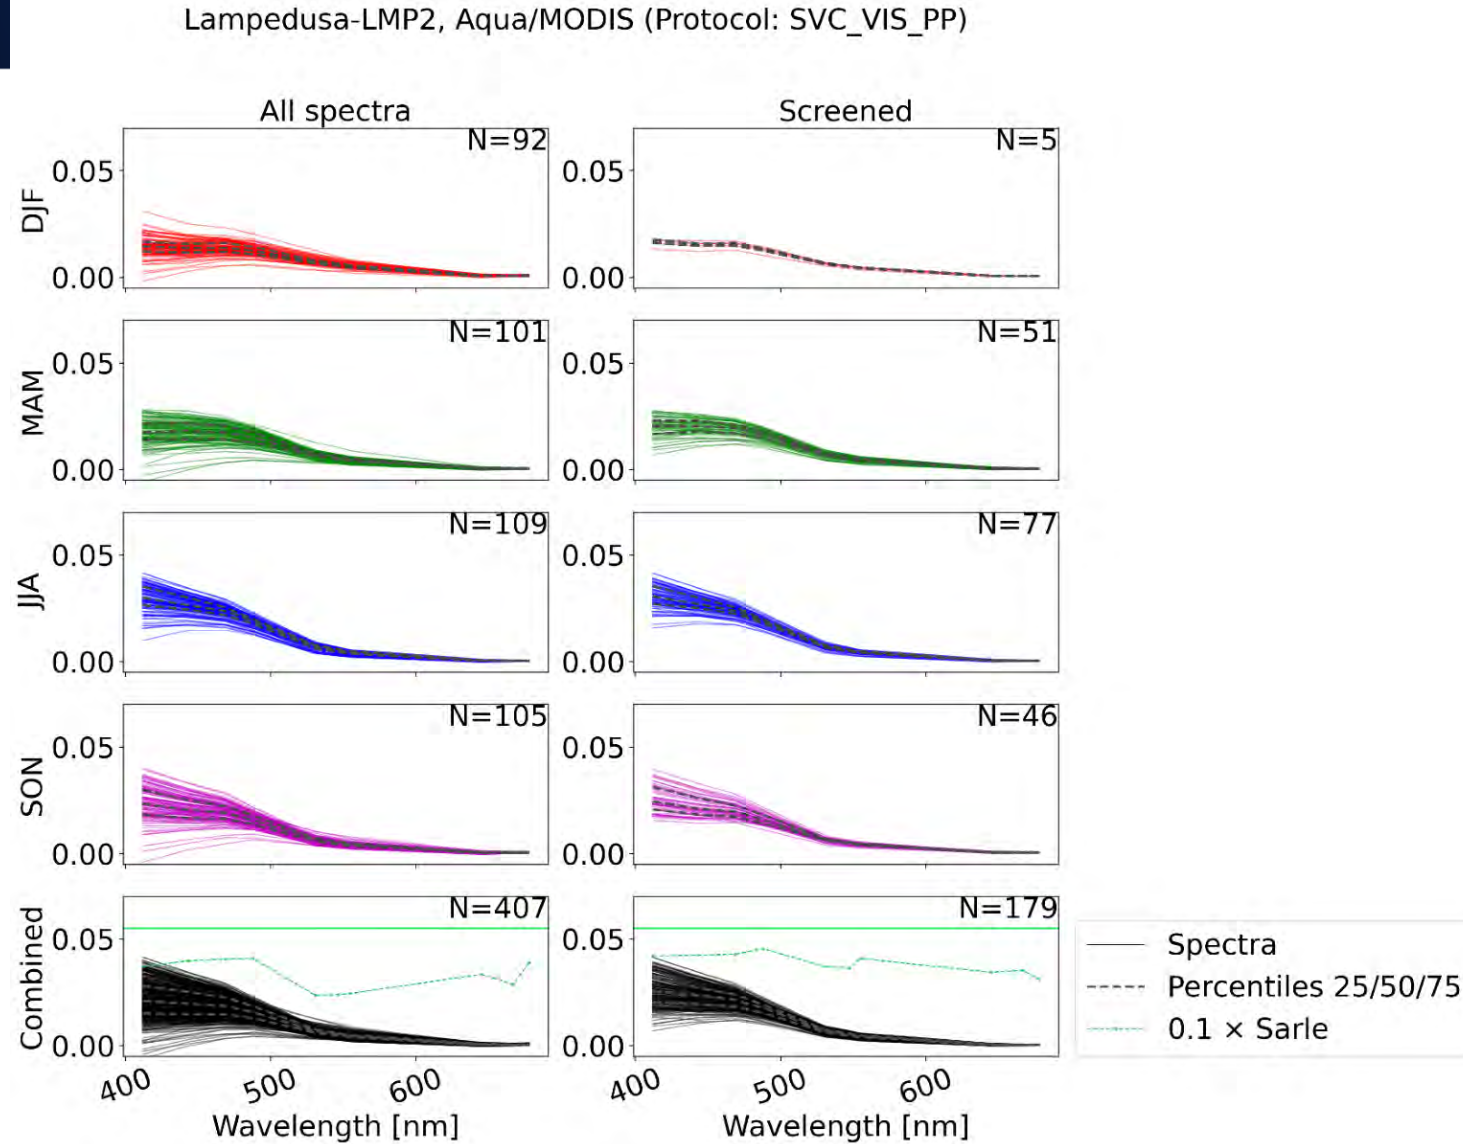 Lampedusa-LMP2, Aqua/MODIS (Protocol: SVC_VIS_PP)
All spectra
Screened
DJF
0.05
0.00
N=92
0.05
0.00
N=5
MAM
0.05
0.00
N=101
0.05
0.00
N=51
JJA
0.05
0.00
N=109
0.05
0.00
N=77
SON
0.05
0.00
N=105
0.05
0.00
N=46
Combined
0.05
0.00
N=407
0.05
0.00
N=179
400 500 600
400 500 600
Wavelength [nm]
Wavelength [nm]
Spectra
Percentiles 25/50/75
0.1 × Sarle